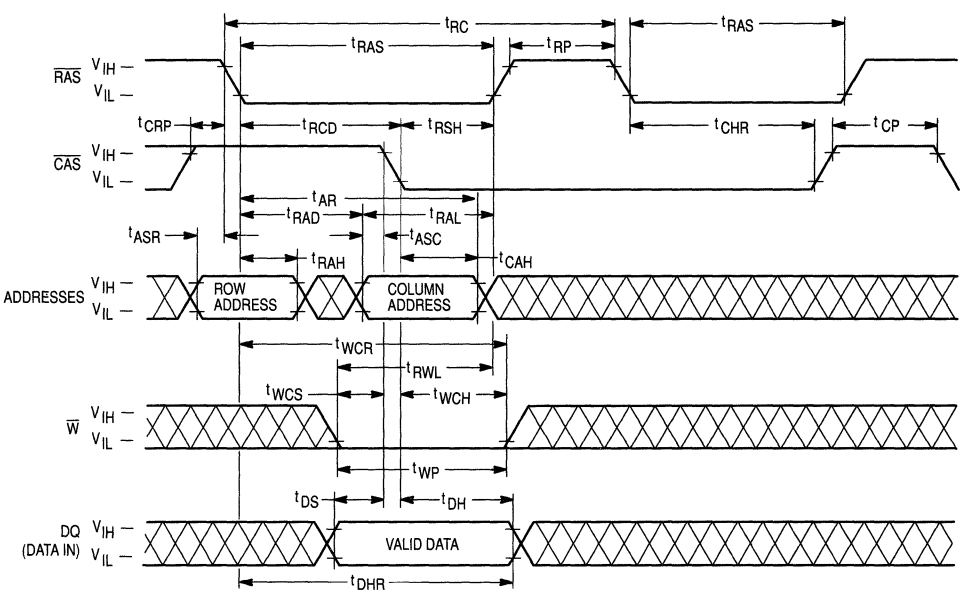 tRC
tRAS
tRP
tRAS
RAS VIH
VIL
tCRP
tRCD
tRSH
tCHR
tCP
CAS VIH
VIL
tAR
tRAD
tRAL
tASR
tASC
tRAH
tCAH
ADDRESSES VIH
VIL
ROW
ADDRESS
COLUMN
ADDRESS
tWCR
tRWL
tWCS
tWCH
W VIH
VIL
tWP
tDS
tDH
DQ
(DATA IN)
VIH
VIL
VALID DATA
tDHR